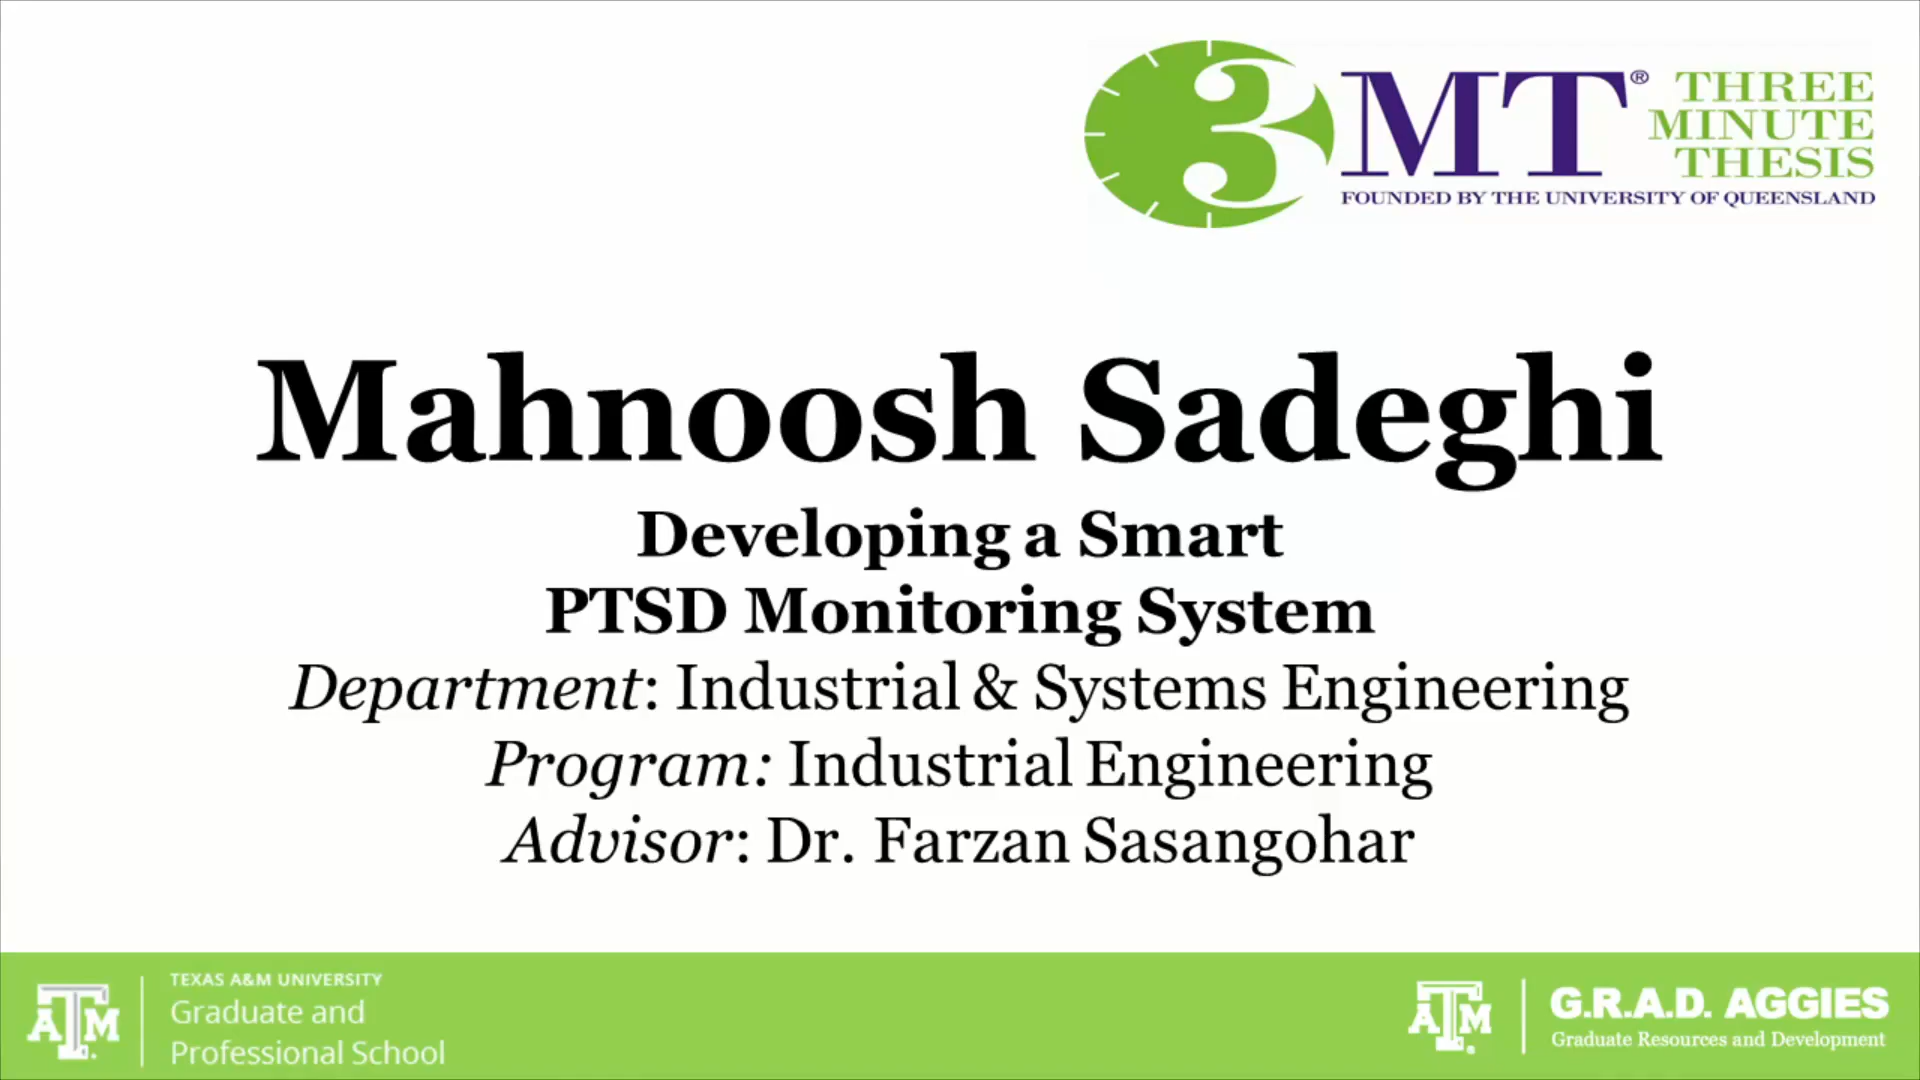 3MT® THREE
MINUTE
THESIS
FOUNDED BY THE UNIVERSITY OF QUEENSLAND
Mahnoosh Sadeghi
Developing a Smart
PTSD Monitoring System
Department: Industrial & Systems Engineering
Program: Industrial Engineering
Advisor: Dr. Farzan Sasangohar
ATM
TEXAS A&M UNIVERSITY
Graduate and
Professional School
ATM
G.R.A.D. AGGIES
Graduate Resources and Development